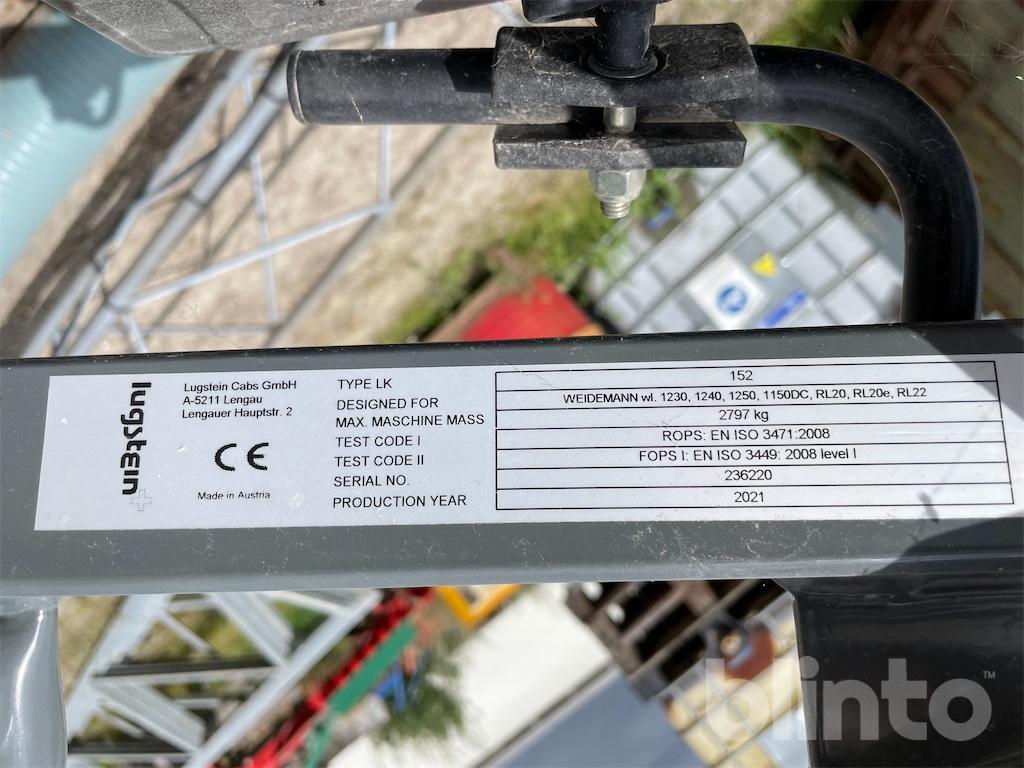 lugstein
Lugstein Cabs GmbH
A-5211 Lengau
Lengauer Hauptstr. 2
CE
Made in Austria
TYPE LK 152
DESIGNED FOR WEIDEMANN wl. 1230, 1240, 1250, 1150DC, RL20, RL20e, RL22
MAX. MASCHINE MASS 2797 kg
TEST CODE I ROPS: EN ISO 3471:2008
TEST CODE II FOPS I: EN ISO 3449: 2008 level I
SERIAL NO. 236220
PRODUCTION YEAR 2021
blinto™